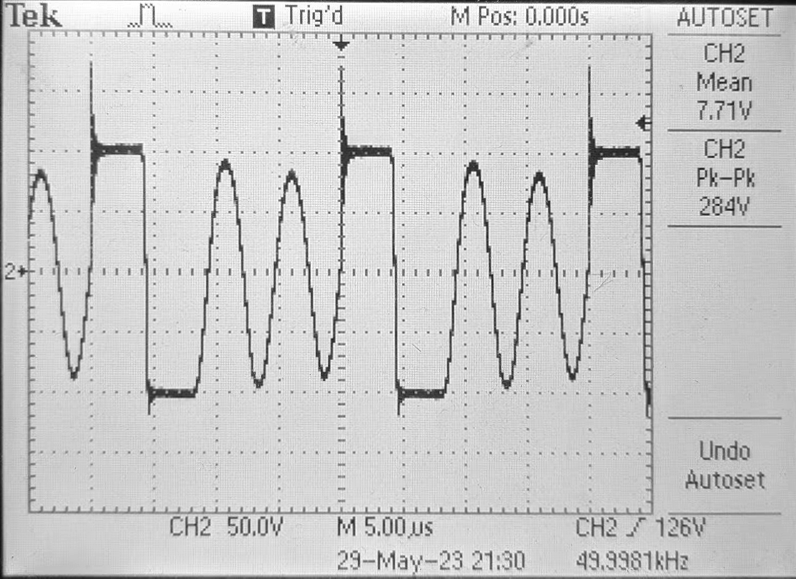 Tek T Trig'd M Pos: 0.000s AUTOSET
CH2
Mean
7.71V
CH2
Pk-Pk
284V
2
Undo
Autoset
CH2 50.0V M 5.00µs CH2 126V
29-May-23 21:30 49.9981kHz